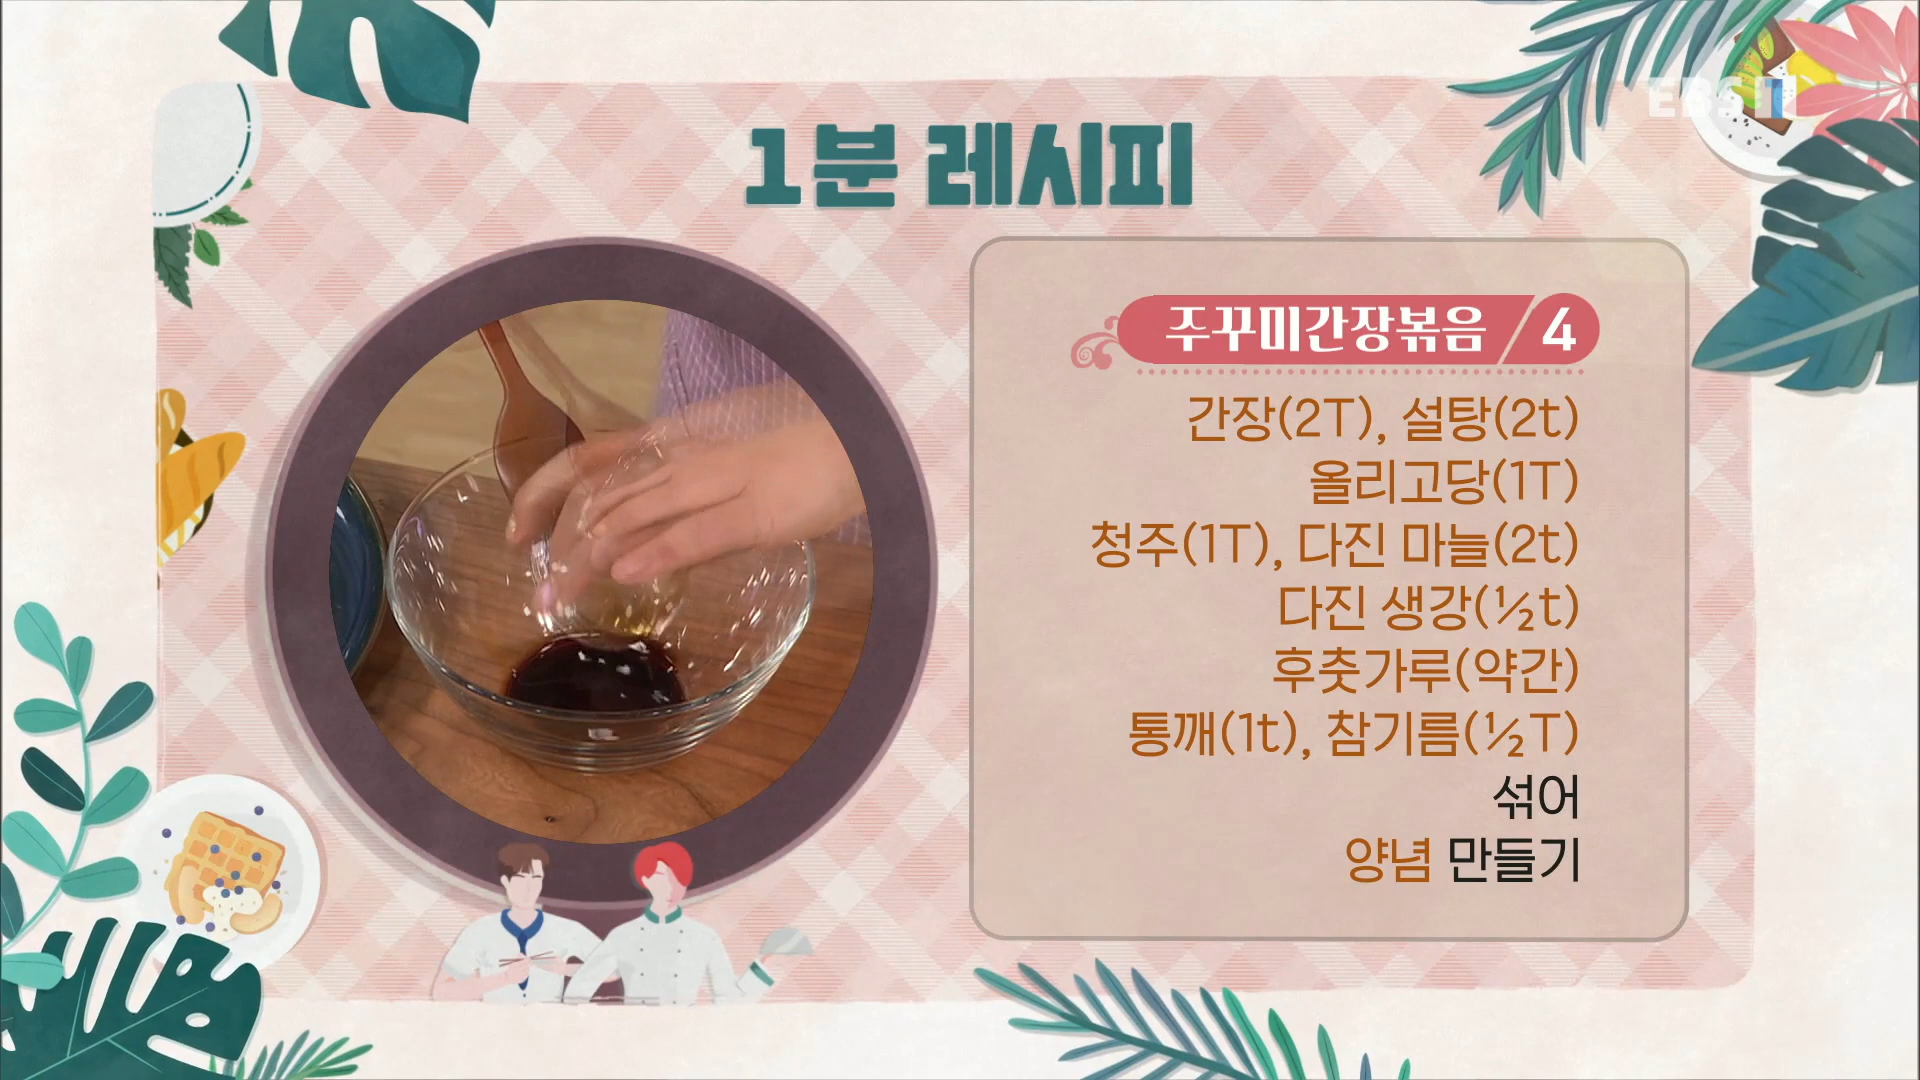 EBS 1
1분 레시피
주꾸미간장볶음 / 4
간장(2T), 설탕(2t)
올리고당(1T)
청주(1T), 다진 마늘(2t)
다진 생강(½t)
후춧가루(약간)
통깨(1t), 참기름(½T)
섞어
양념 만들기